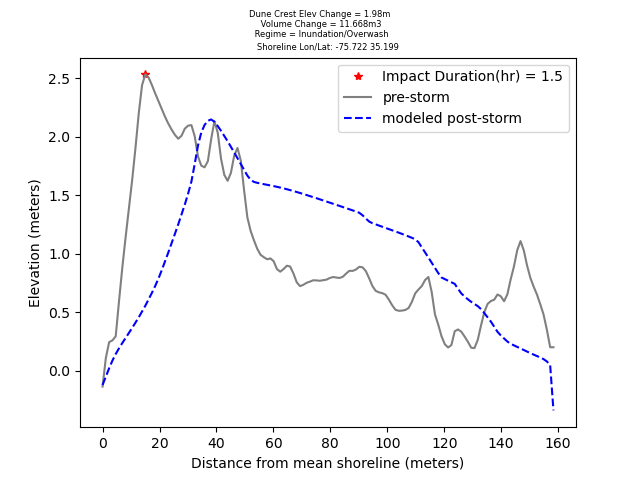 Dune Crest Elev Change = 1.98m
Volume Change = 11.668m3
Regime = Inundation/Overwash
Shoreline Lon/Lat: -75.722 35.199
Impact Duration(hr) = 1.5
pre-storm
modeled post-storm
Elevation (meters)
2.5
2.0
1.5
1.0
0.5
0.0
0 20 40 60 80 100 120 140 160
Distance from mean shoreline (meters)